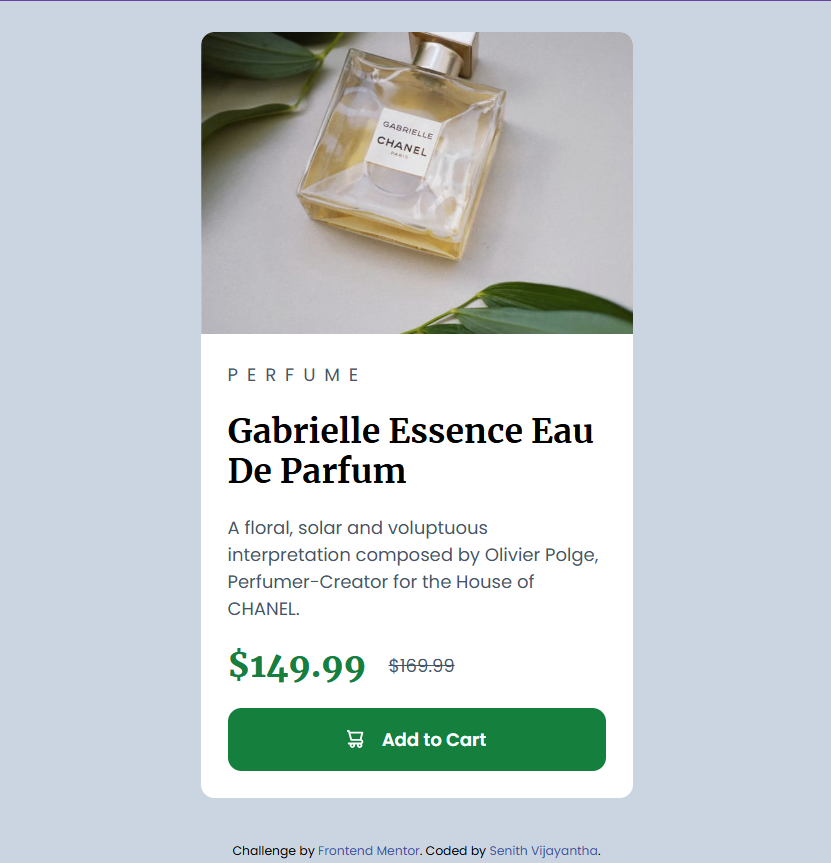 GABRIELLE
CHANEL
PARIS
PERFUME
Gabrielle Essence Eau
De Parfum
A floral, solar and voluptuous
interpretation composed by Olivier Polge,
Perfumer-Creator for the House of
CHANEL.
$149.99 $169.99
Add to Cart
Challenge by Frontend Mentor. Coded by Senith Vijayantha.